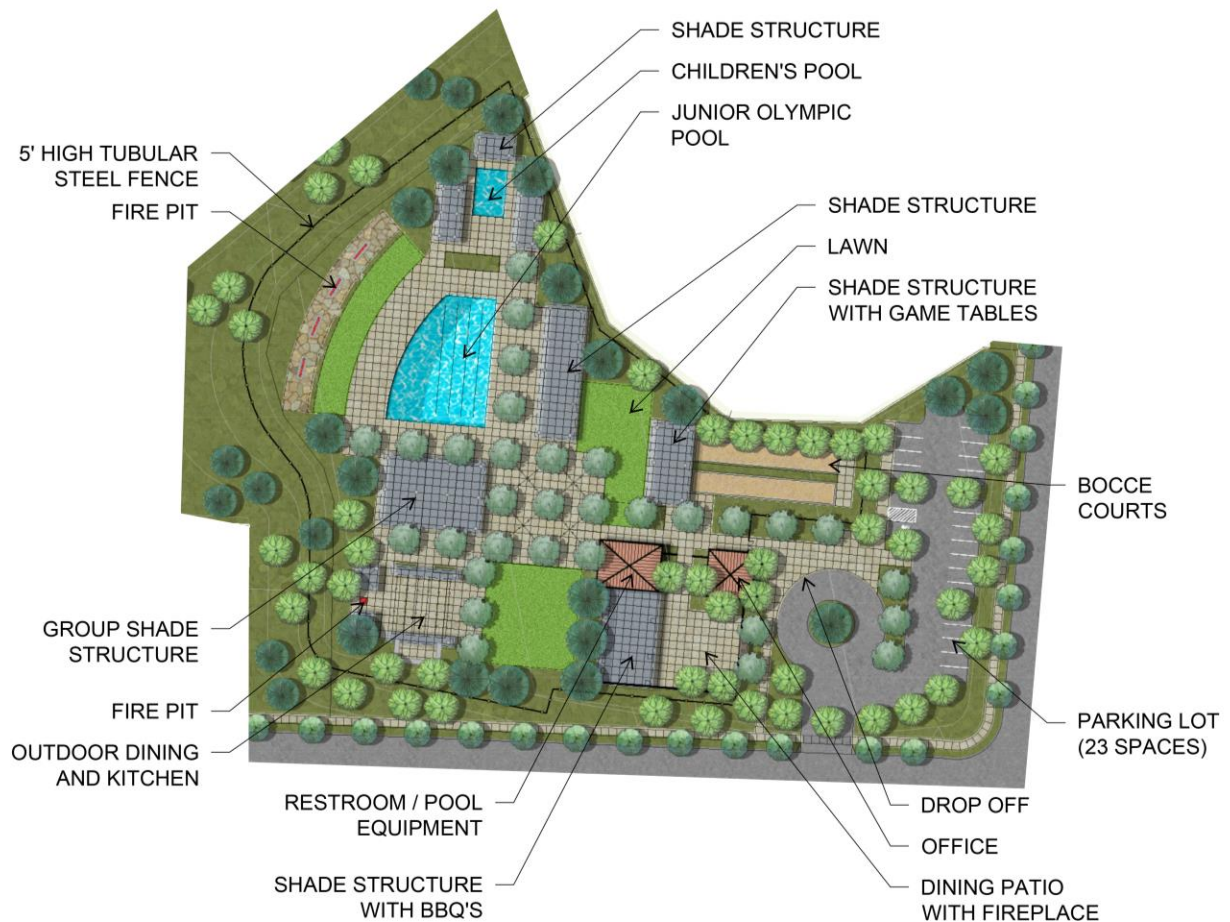 SHADE STRUCTURE
CHILDREN'S POOL
JUNIOR OLYMPIC
POOL
5' HIGH TUBULAR
STEEL FENCE
FIRE PIT
SHADE STRUCTURE
LAWN
SHADE STRUCTURE
WITH GAME TABLES
BOCCE
COURTS
GROUP SHADE
STRUCTURE
FIRE PIT
OUTDOOR DINING
AND KITCHEN
RESTROOM / POOL
EQUIPMENT
SHADE STRUCTURE
WITH BBQ'S
PARKING LOT
(23 SPACES)
DROP OFF
OFFICE
DINING PATIO
WITH FIREPLACE